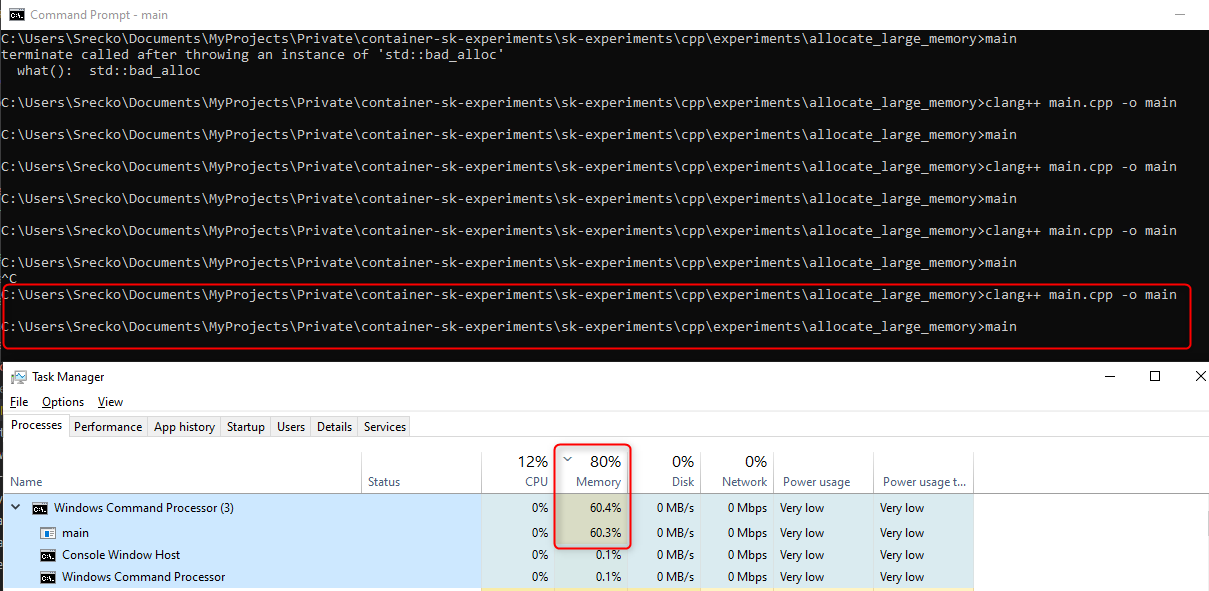 Command Prompt - main
C:\Users\Srecko\Documents\MyProjects\Private\container-sk-experiments\sk-experiments\cpp\experiments\allocate_large_memory>main
terminate called after throwing an instance of 'std::bad_alloc'
what():  std::bad_alloc
C:\Users\Srecko\Documents\MyProjects\Private\container-sk-experiments\sk-experiments\cpp\experiments\allocate_large_memory>clang++ main.cpp -o main
C:\Users\Srecko\Documents\MyProjects\Private\container-sk-experiments\sk-experiments\cpp\experiments\allocate_large_memory>main
C:\Users\Srecko\Documents\MyProjects\Private\container-sk-experiments\sk-experiments\cpp\experiments\allocate_large_memory>clang++ main.cpp -o main
C:\Users\Srecko\Documents\MyProjects\Private\container-sk-experiments\sk-experiments\cpp\experiments\allocate_large_memory>main
C:\Users\Srecko\Documents\MyProjects\Private\container-sk-experiments\sk-experiments\cpp\experiments\allocate_large_memory>clang++ main.cpp -o main
C:\Users\Srecko\Documents\MyProjects\Private\container-sk-experiments\sk-experiments\cpp\experiments\allocate_large_memory>main
^C
C:\Users\Srecko\Documents\MyProjects\Private\container-sk-experiments\sk-experiments\cpp\experiments\allocate_large_memory>clang++ main.cpp -o main
C:\Users\Srecko\Documents\MyProjects\Private\container-sk-experiments\sk-experiments\cpp\experiments\allocate_large_memory>main
Task Manager
File Options View
Processes Performance App history Startup Users Details Services
12% 80% 0% 0%
Name Status CPU Memory Disk Network Power usage Power usage t...
Windows Command Processor (3) 0% 60.4% 0 MB/s 0 Mbps Very low Very low
main 0% 60.3% 0 MB/s 0 Mbps Very low Very low
Console Window Host 0% 0.1% 0 MB/s 0 Mbps Very low Very low
Windows Command Processor 0% 0.1% 0 MB/s 0 Mbps Very low Very low